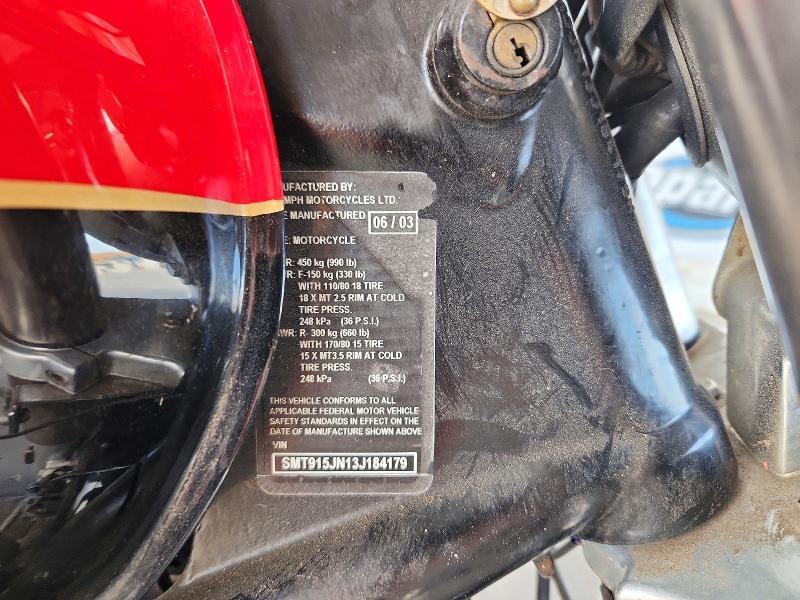 UFACTURED BY:
MPH MOTORCYCLES LTD.
E MANUFACTURED 06 / 03
E: MOTORCYCLE
R: 450 kg (990 lb)
R: F-150 kg (330 lb)
WITH 110/80 18 TIRE
18 X MT 2.5 RIM AT COLD
TIRE PRESS.
248 kPa (36 P.S.I.)
WR: R- 300 kg (660 lb)
WITH 170/80 15 TIRE
15 X MT3.5 RIM AT COLD
TIRE PRESS.
248 kPa (36 P.S.I.)
THIS VEHICLE CONFORMS TO ALL
APPLICABLE FEDERAL MOTOR VEHICLE
SAFETY STANDARDS IN EFFECT ON THE
DATE OF MANUFACTURE SHOWN ABOVE
VIN
SMT915JN13J184179